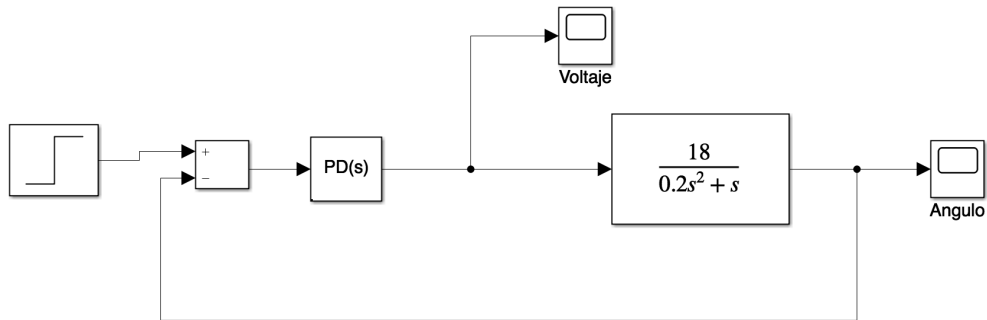 Voltaje
+
−
PD(s)
18
0.2s² + s
Angulo